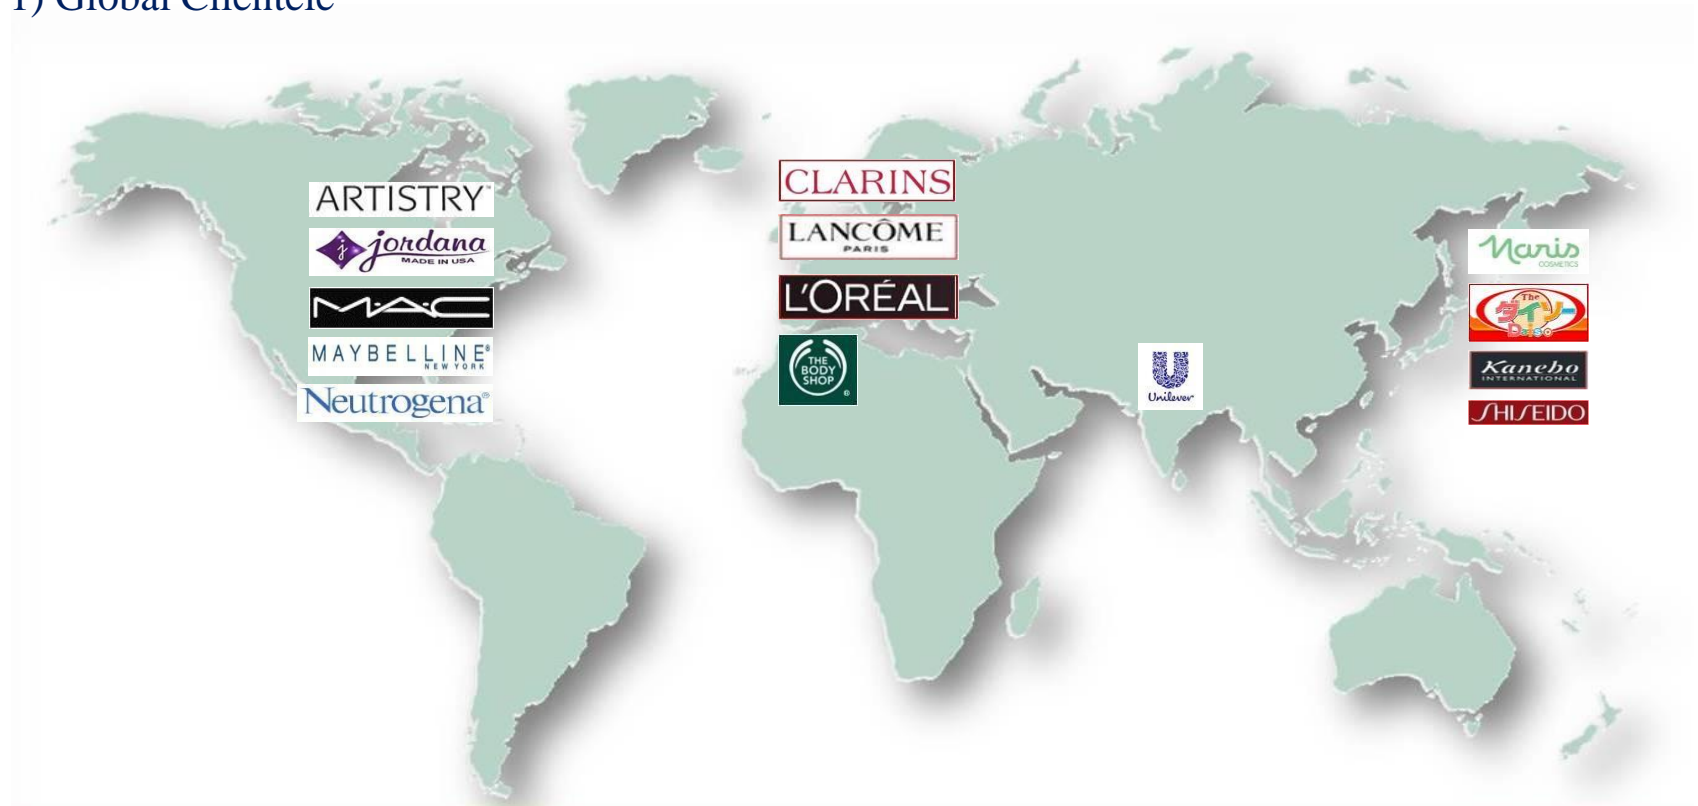 1) Global Clientele
ARTISTRY™
j jordana
MADE IN USA
M·A·C
MAYBELLINE®
NEW YORK
Neutrogena®
CLARINS
LANCÔME
PARIS
L'ORÉAL
THE
BODY
SHOP
®
Unilever
naris
COSMETICS
The
ダイソー
Daiso
Kanebo
INTERNATIONAL
SHISEIDO